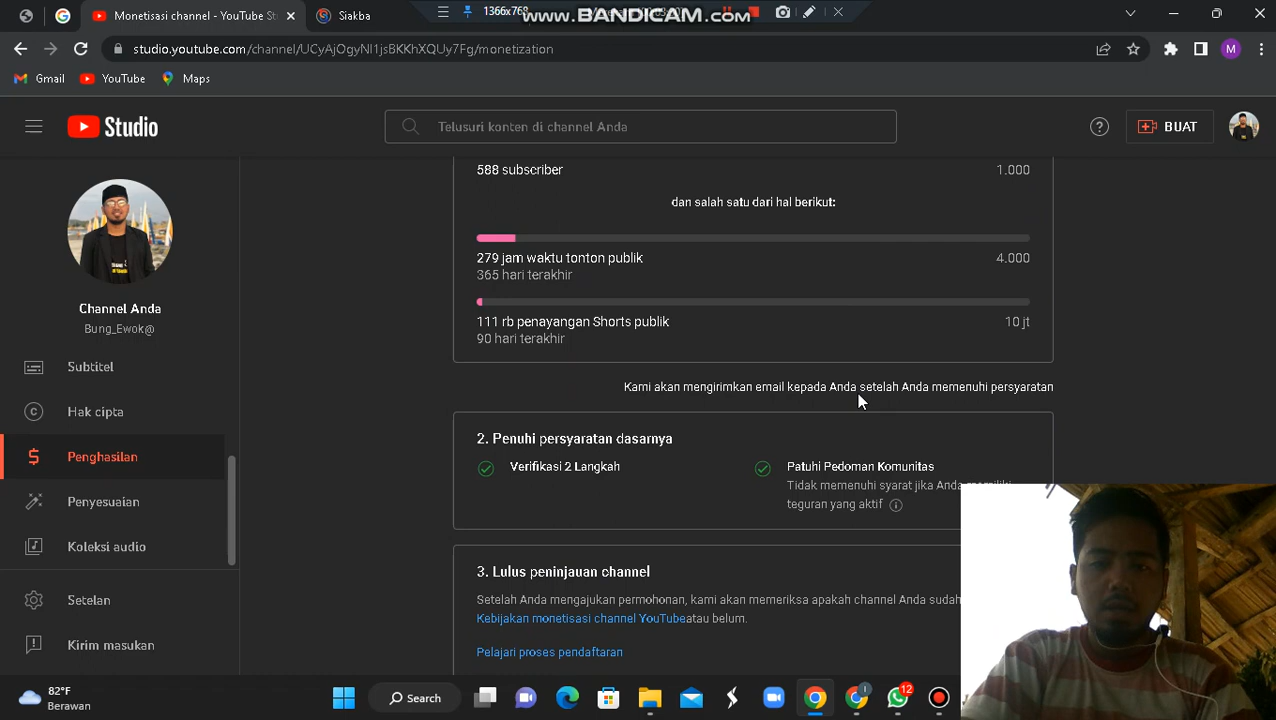 Monetisasi channel - YouTube St
Siakba
1366x768
www.BANDICAM.com
studio.youtube.com/channel/UCyAjOgyNl1jsBKKhXQUy7Fg/monetization
M
Gmail
YouTube
Maps
Studio
Telusuri konten di channel Anda
BUAT
Channel Anda
Bung_Ewok@
Subtitel
Hak cipta
Penghasilan
Penyesuaian
Koleksi audio
Setelan
Kirim masukan
588 subscriber
1.000
dan salah satu dari hal berikut:
279 jam waktu tonton publik
4.000
365 hari terakhir
111 rb penayangan Shorts publik
10 jt
90 hari terakhir
Kami akan mengirimkan email kepada Anda setelah Anda memenuhi persyaratan
2. Penuhi persyaratan dasarnya
Verifikasi 2 Langkah
Patuhi Pedoman Komunitas
Tidak memenuhi syarat jika Anda memiliki
teguran yang aktif
3. Lulus peninjauan channel
Setelah Anda mengajukan permohonan, kami akan memeriksa apakah channel Anda sudah
Kebijakan monetisasi channel YouTubeatau belum.
Pelajari proses pendaftaran
82°F
Berawan
Search
12